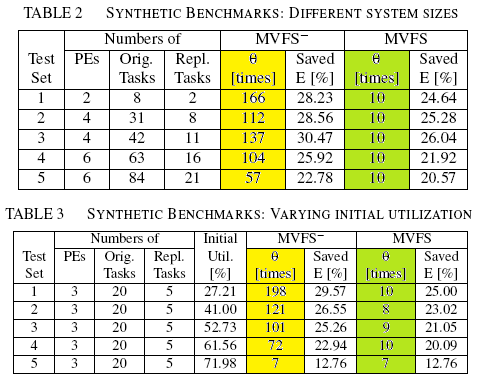 TABLE 2 SYNTHETIC BENCHMARKS: DIFFERENT SYSTEM SIZES
Numbers of MVFS− MVFS
Test PEs Orig. Repl. θ Saved θ Saved
Set Tasks Tasks [times] E [%] [times] E [%]
1 2 8 2 166 28.23 10 24.64
2 4 31 8 112 28.56 10 25.28
3 4 42 11 137 30.47 10 26.04
4 6 63 16 104 25.92 10 21.92
5 6 84 21 57 22.78 10 20.57
TABLE 3 SYNTHETIC BENCHMARKS: VARYING INITIAL UTILIZATION
Numbers of Initial MVFS− MVFS
Test PEs Orig. Repl. Util. θ Saved θ Saved
Set Tasks Tasks [%] [times] E [%] [times] E [%]
1 3 20 5 27.21 198 29.57 10 25.00
2 3 20 5 41.00 121 26.55 8 23.02
3 3 20 5 52.73 101 25.26 9 21.05
4 3 20 5 61.56 72 22.94 10 20.09
5 3 20 5 71.98 7 12.76 7 12.76